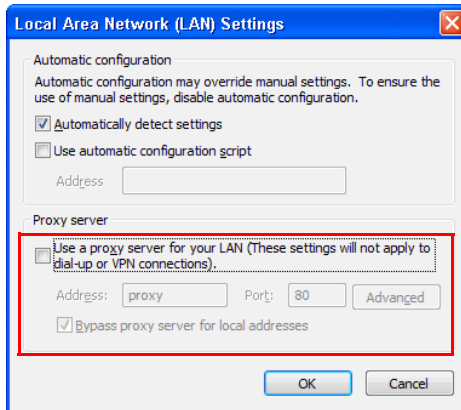 Local Area Network (LAN) Settings
Automatic configuration
Automatic configuration may override manual settings. To ensure the
use of manual settings, disable automatic configuration.
Automatically detect settings
Use automatic configuration script
Address
Proxy server
Use a proxy server for your LAN (These settings will not apply to
dial-up or VPN connections).
Address: proxy Port: 80 Advanced
Bypass proxy server for local addresses
OK Cancel